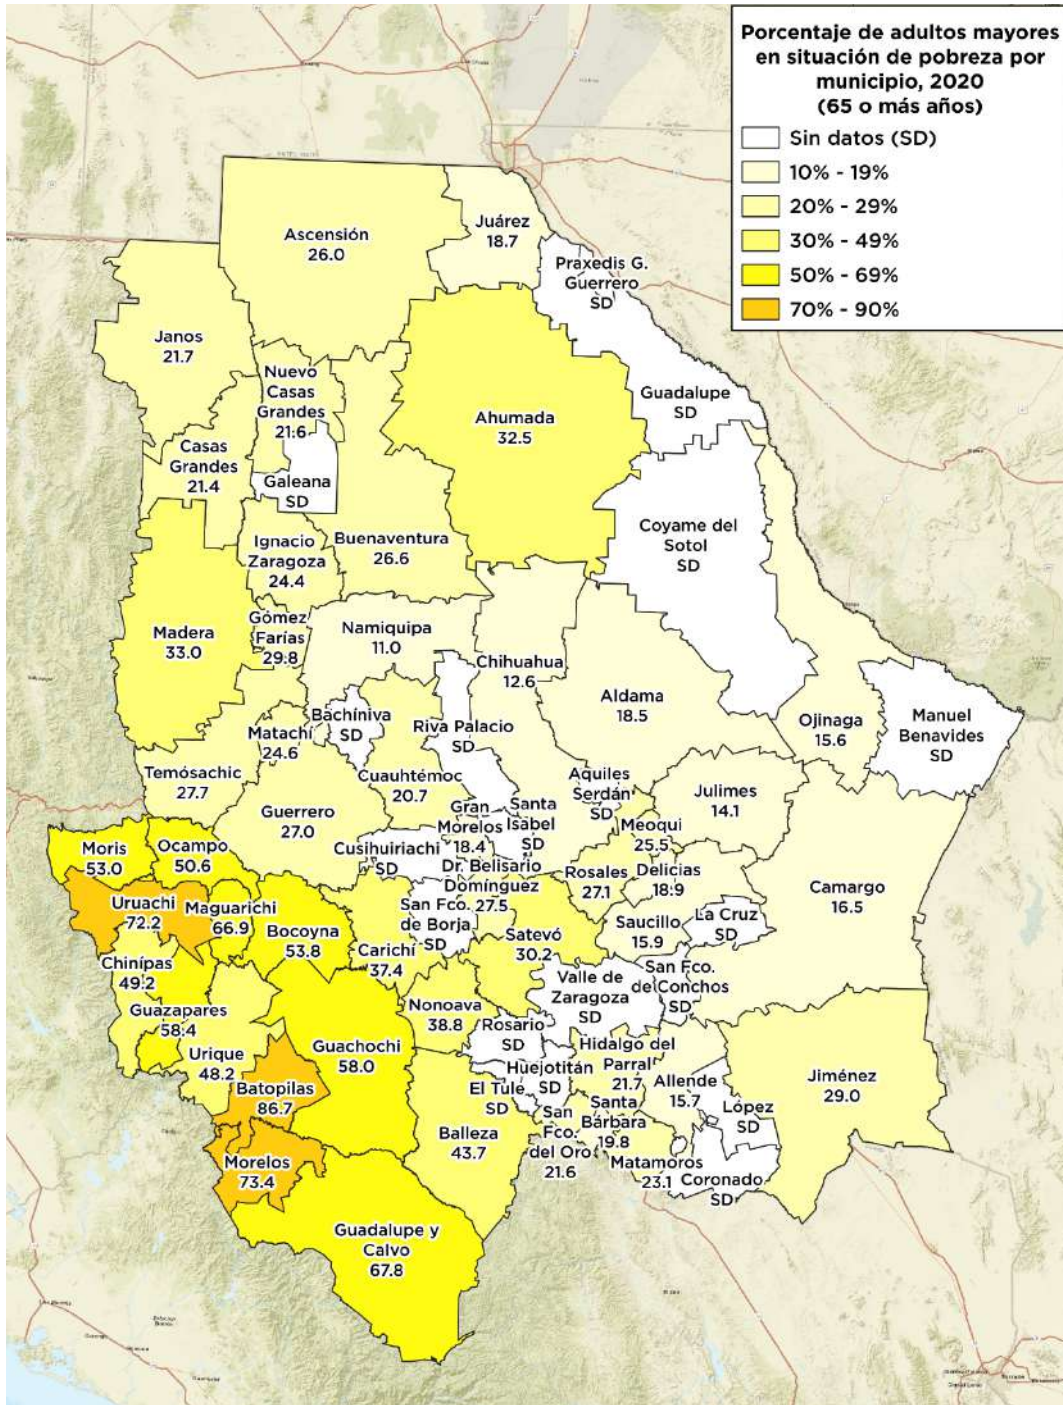 Porcentaje de adultos mayores
en situación de pobreza por
municipio, 2020
(65 o más años)
Sin datos (SD)
10% - 19%
20% - 29%
30% - 49%
50% - 69%
70% - 90%
Ascensión
26.0
Juárez
18.7
Praxedis G.
Guerrero
SD
Janos
21.7
Nuevo
Casas
Grandes
21.6
Guadalupe
SD
Ahumada
32.5
Casas
Grandes
21.4
Galeana
SD
Coyame del
Sotol
SD
Ignacio
Zaragoza
24.4
Buenaventura
26.6
Madera
33.0
Gómez
Farías
29.8
Namiquipa
11.0
Chihuahua
12.6
Aldama
18.5
Ojinaga
15.6
Manuel
Benavides
SD
Bachíniva
SD
Riva Palacio
SD
Matachí
24.6
Temósachic
27.7
Cuauhtémoc
20.7
Aquiles
Serdán
SD
Julimes
14.1
Guerrero
27.0
Gran
Morelos
18.4
Santa
Isabel
SD
Meoqui
25.5
Moris
53.0
Ocampo
50.6
Cusihuiriachi
SD
Dr. Belisario
Domínguez
27.5
Rosales
27.1
Delicias
18.9
Camargo
16.5
Uruachi
72.2
Maguarichi
66.9
Bocoyna
53.8
San Fco.
de Borja
SD
Saucillo
15.9
La Cruz
SD
Carichí
37.4
Satevó
30.2
Chinípas
49.2
Valle de
Zaragoza
SD
San Fco.
de Conchos
SD
Guazapares
58.4
Nonoava
38.8
Rosario
SD
Urique
48.2
Guachochi
58.0
Hidalgo del
Parral
21.7
Huejotitán
SD
Batopilas
86.7
El Tule
SD
Allende
15.7
Jiménez
29.0
López
SD
Balleza
43.7
San
Fco.
del Oro
21.6
Santa
Bárbara
19.8
Morelos
73.4
Matamoros
23.1
Coronado
SD
Guadalupe y
Calvo
67.8